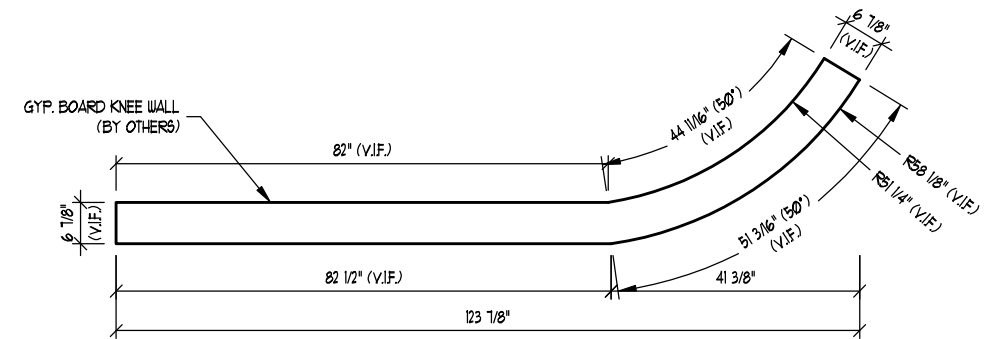 6 7/8"
(V.I.F.)
GYP. BOARD KNEE WALL
(BY OTHERS)
44 11/16" (50°)
(V.I.F.)
82" (V.I.F.)
R58 1/8" (V.I.F.)
R51 1/4" (V.I.F.)
6 7/8"
(V.I.F.)
51 3/16" (50°)
(V.I.F.)
82 1/2" (V.I.F.)
41 3/8"
123 7/8"